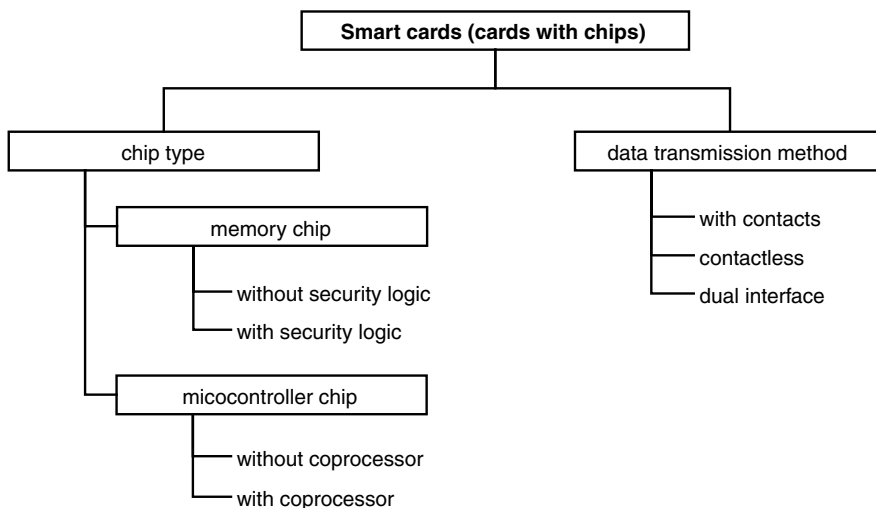 Smart cards (cards with chips)
chip type
data transmission method
memory chip
without security logic
with security logic
micocontroller chip
without coprocessor
with coprocessor
with contacts
contactless
dual interface